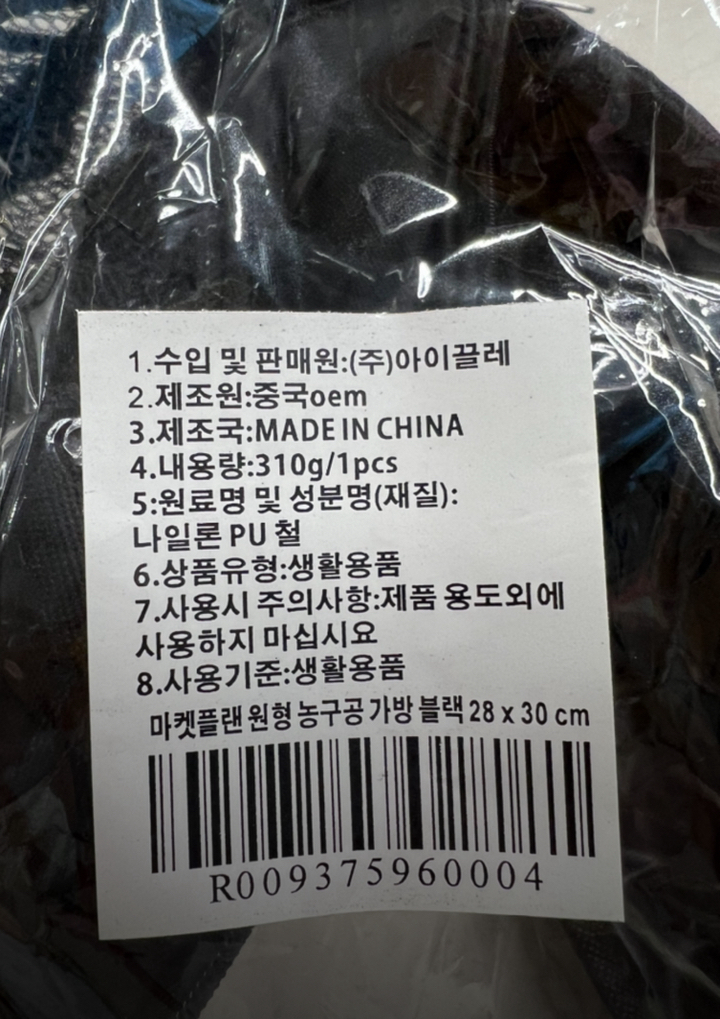 1.수입 및 판매원:(주)아이끌레
2.제조원:중국oem
3.제조국:MADE IN CHINA
4.내용량:310g/1pcs
5:원료명 및 성분명(재질):
나일론 PU 철
6.상품유형:생활용품
7.사용시 주의사항:제품 용도외에
사용하지 마십시요
8.사용기준:생활용품
마켓플랜 원형 농구공 가방 블랙 28 x 30 cm
R009375960004